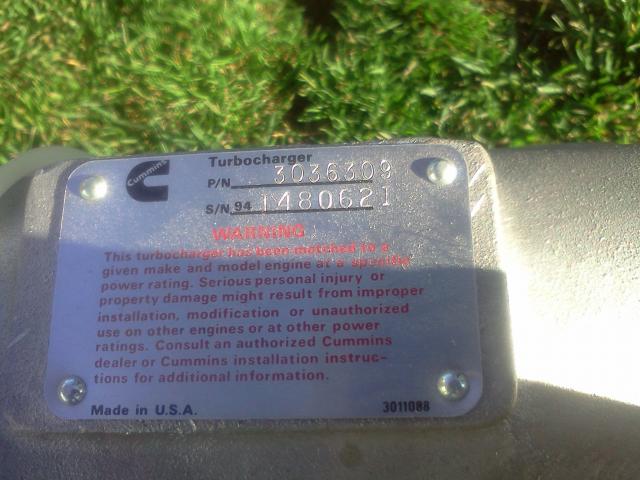 Cummins
Turbocharger
P/N 3036309
S/N 94 1480621
WARNING
This turbocharger has been matched to a
given make and model engine at a specific
power rating. Serious personal injury or
property damage might result from improper
installation, modification or unauthorized
use on other engines or at other power
ratings. Consult an authorized Cummins
dealer or Cummins installation instruc-
tions for additional information.
Made in U.S.A. 3011088